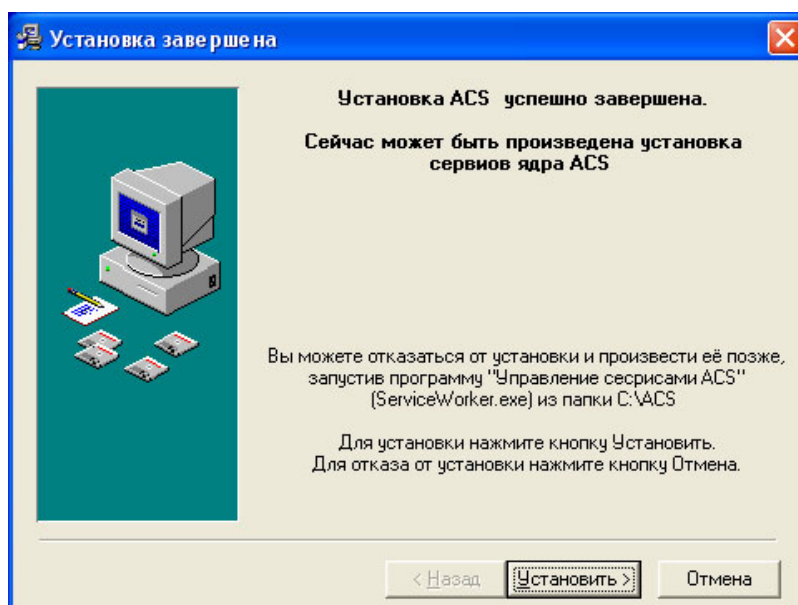 Установка завершена
Установка ACS успешно завершена.
Сейчас может быть произведена установка
сервиов ядра ACS
Вы можете отказаться от установки и произвести её позже,
запустив программу "Управление сесрисами ACS"
(ServiceWorker.exe) из папки C:\ACS
Для установки нажмите кнопку Установить.
Для отказа от установки нажмите кнопку Отмена.
< Назад
Установить >
Отмена